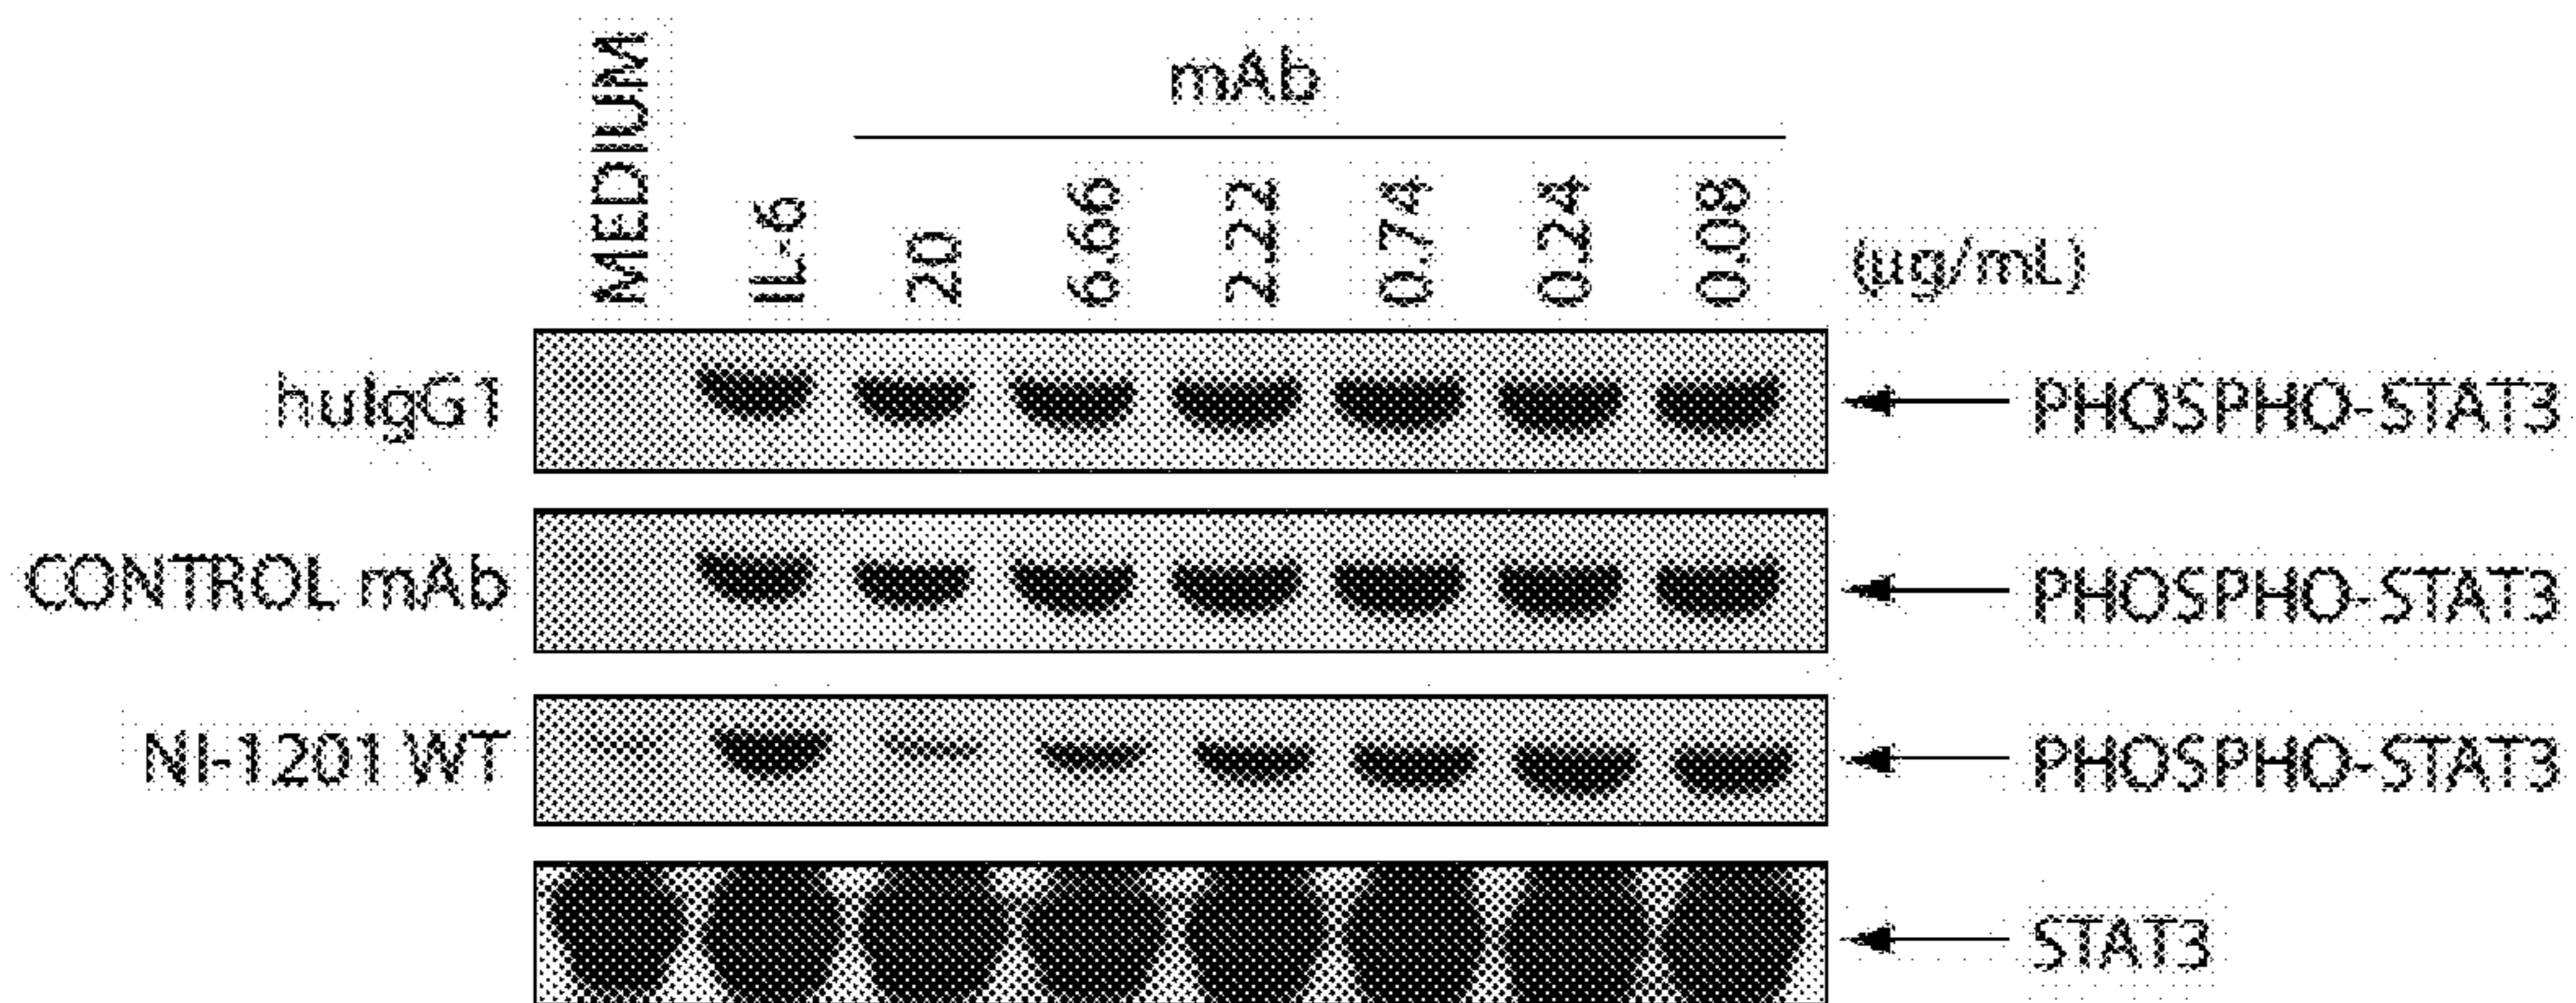 mAb
MEDIUM IL-6 20 6.66 2.22 0.74 0.24 0.08 (µg/mL)
huIgG1 PHOSPHO-STAT3
CONTROL mAb PHOSPHO-STAT3
NI-1201 WT PHOSPHO-STAT3
STAT3